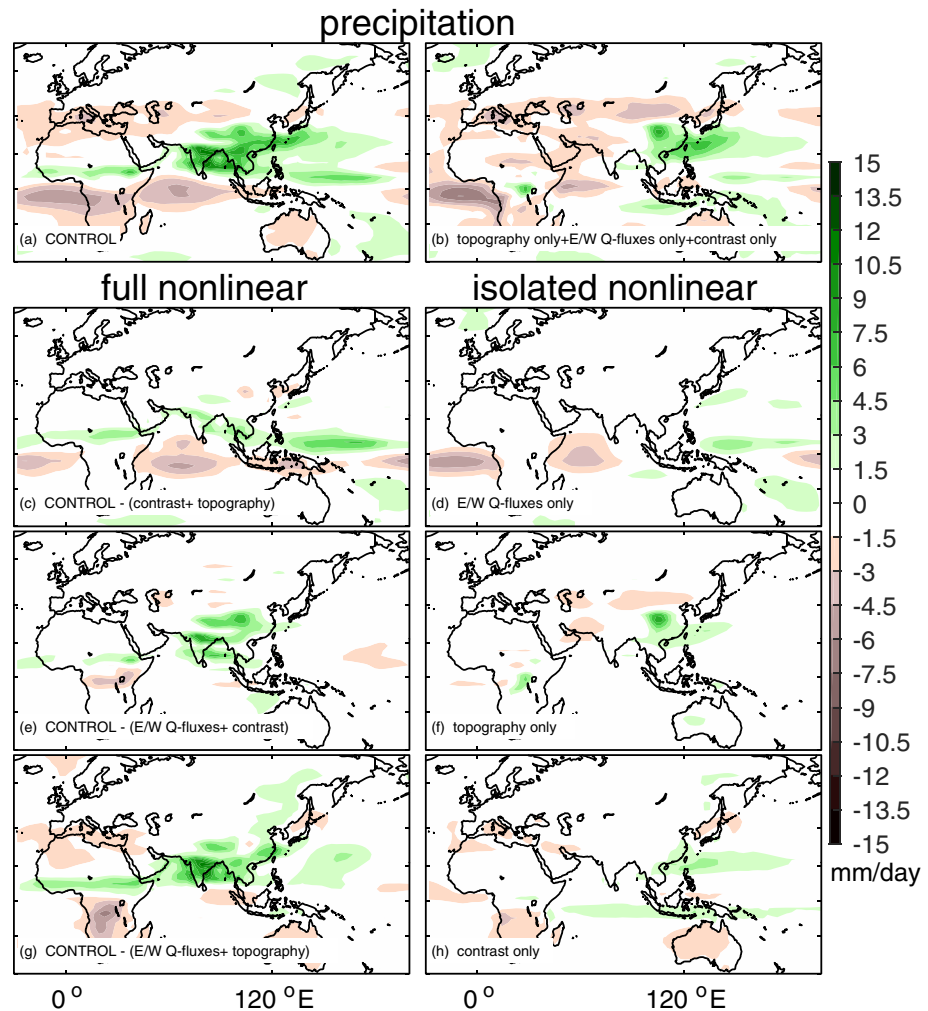 precipitation
(a) CONTROL
(b) topography only+E/W Q-fluxes only+contrast only
full nonlinear
isolated nonlinear
(c) CONTROL - (contrast+ topography)
(d) E/W Q-fluxes only
(e) CONTROL - (E/W Q-fluxes+ contrast)
(f) topography only
(g) CONTROL - (E/W Q-fluxes+ topography)
(h) contrast only
0 o
120 oE
0 o
120 oE
15
13.5
12
10.5
9
7.5
6
4.5
3
1.5
0
-1.5
-3
-4.5
-6
-7.5
-9
-10.5
-12
-13.5
-15
mm/day